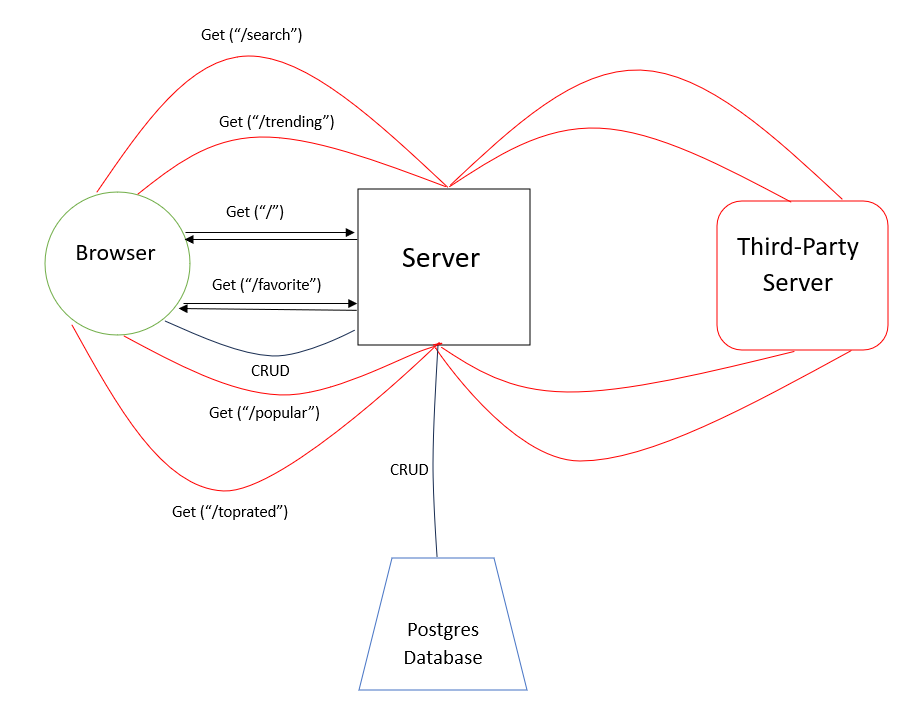 Get (“/search”)
Get (“/trending”)
Get (“/”)
Browser
Server
Third-Party
Server
Get (“/favorite”)
CRUD
Get (“/popular”)
CRUD
Get (“/toprated”)
Postgres
Database